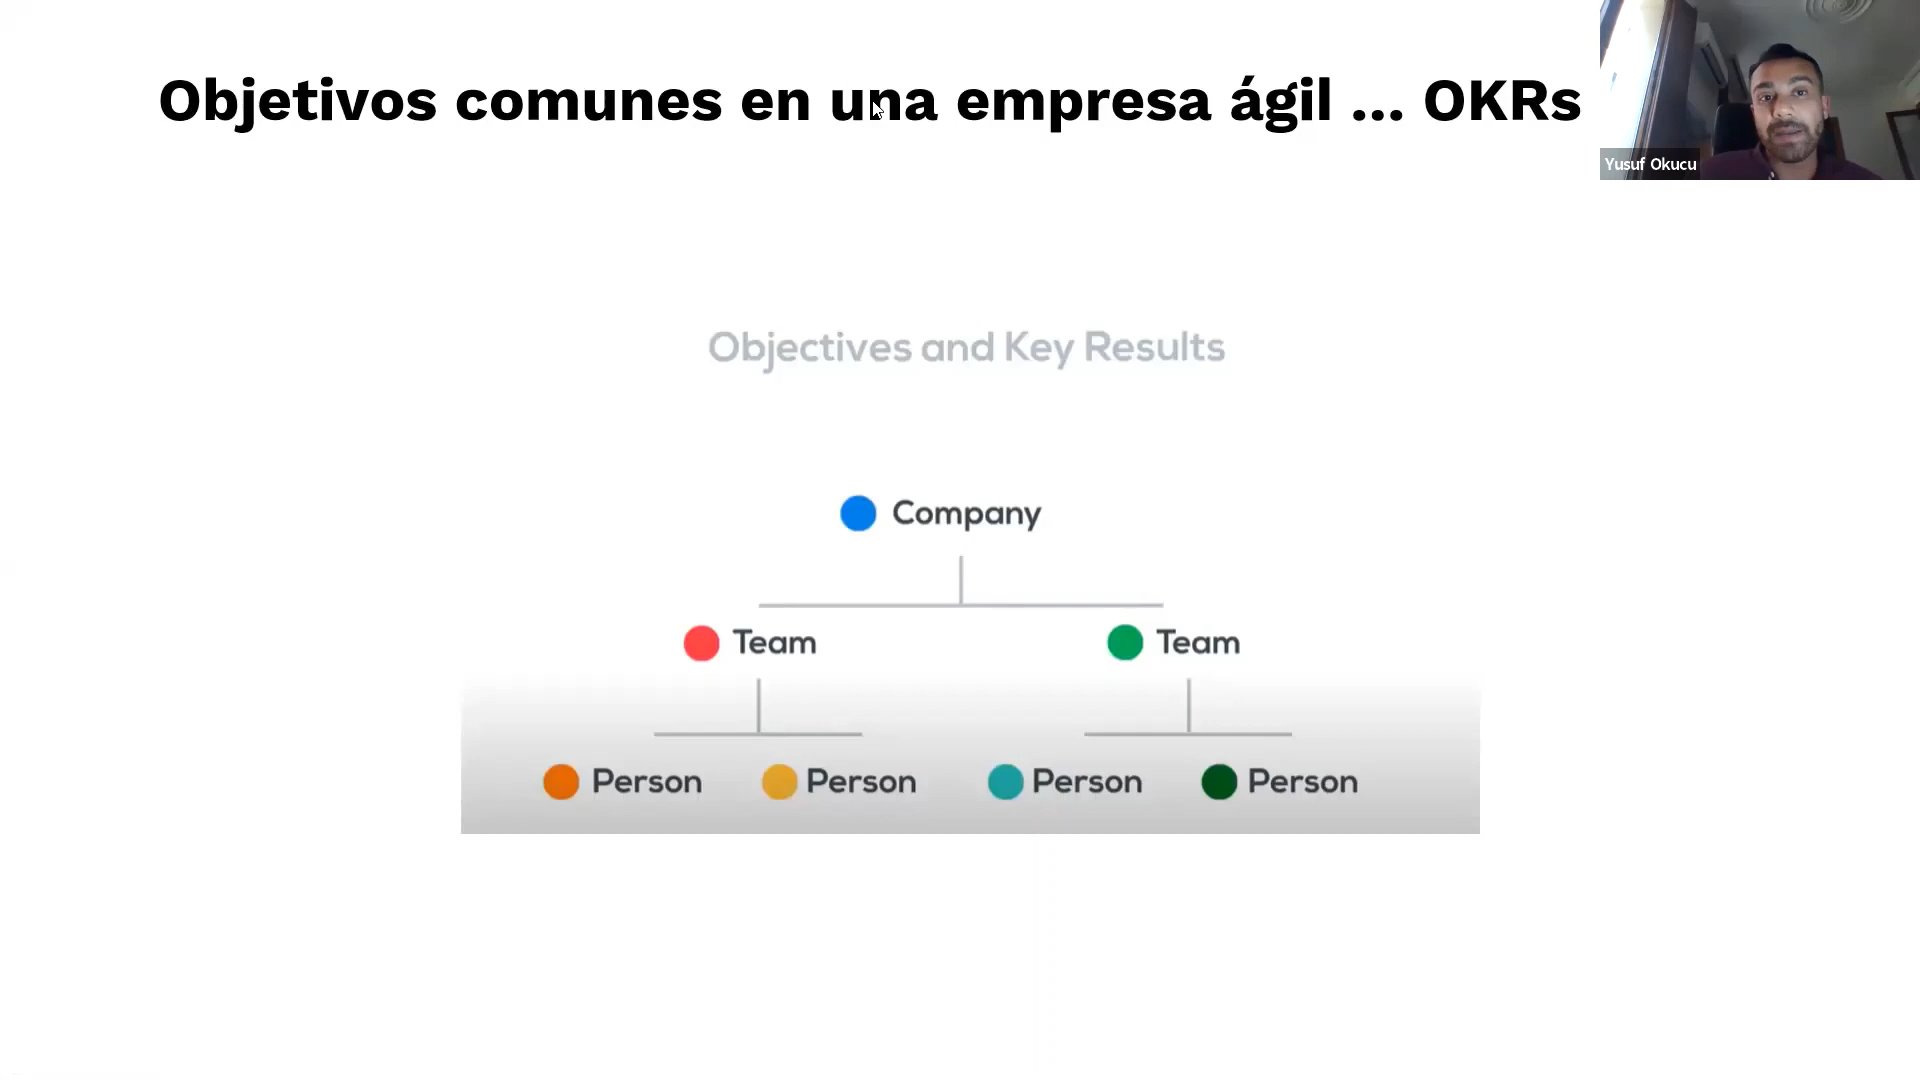 Objetivos comunes en una empresa ágil ... OKRs
Yusuf Okucu
Objectives and Key Results
Company
Team Team
Person Person Person Person